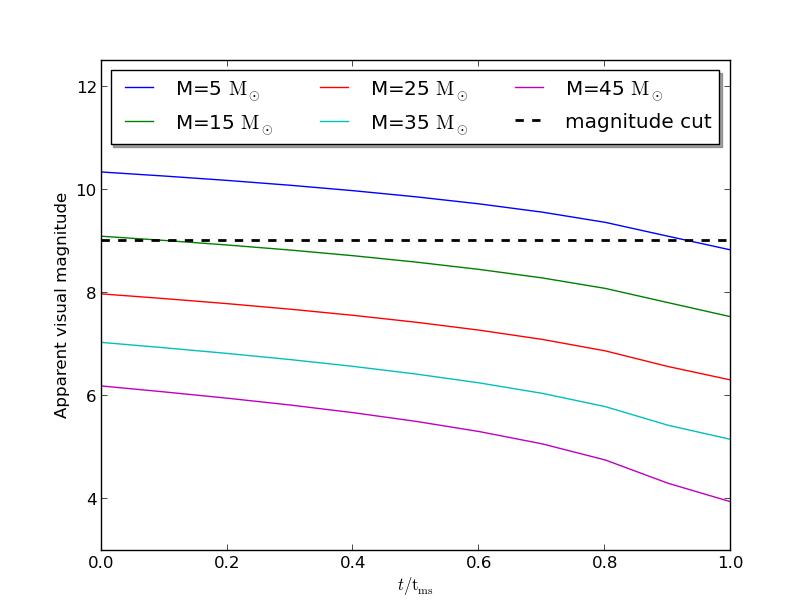 12
M=5 M☉ M=25 M☉ M=45 M☉
M=15 M☉ M=35 M☉ magnitude cut
10
8
6
4
Apparent visual magnitude
0.0 0.2 0.4 0.6 0.8 1.0
t/tms